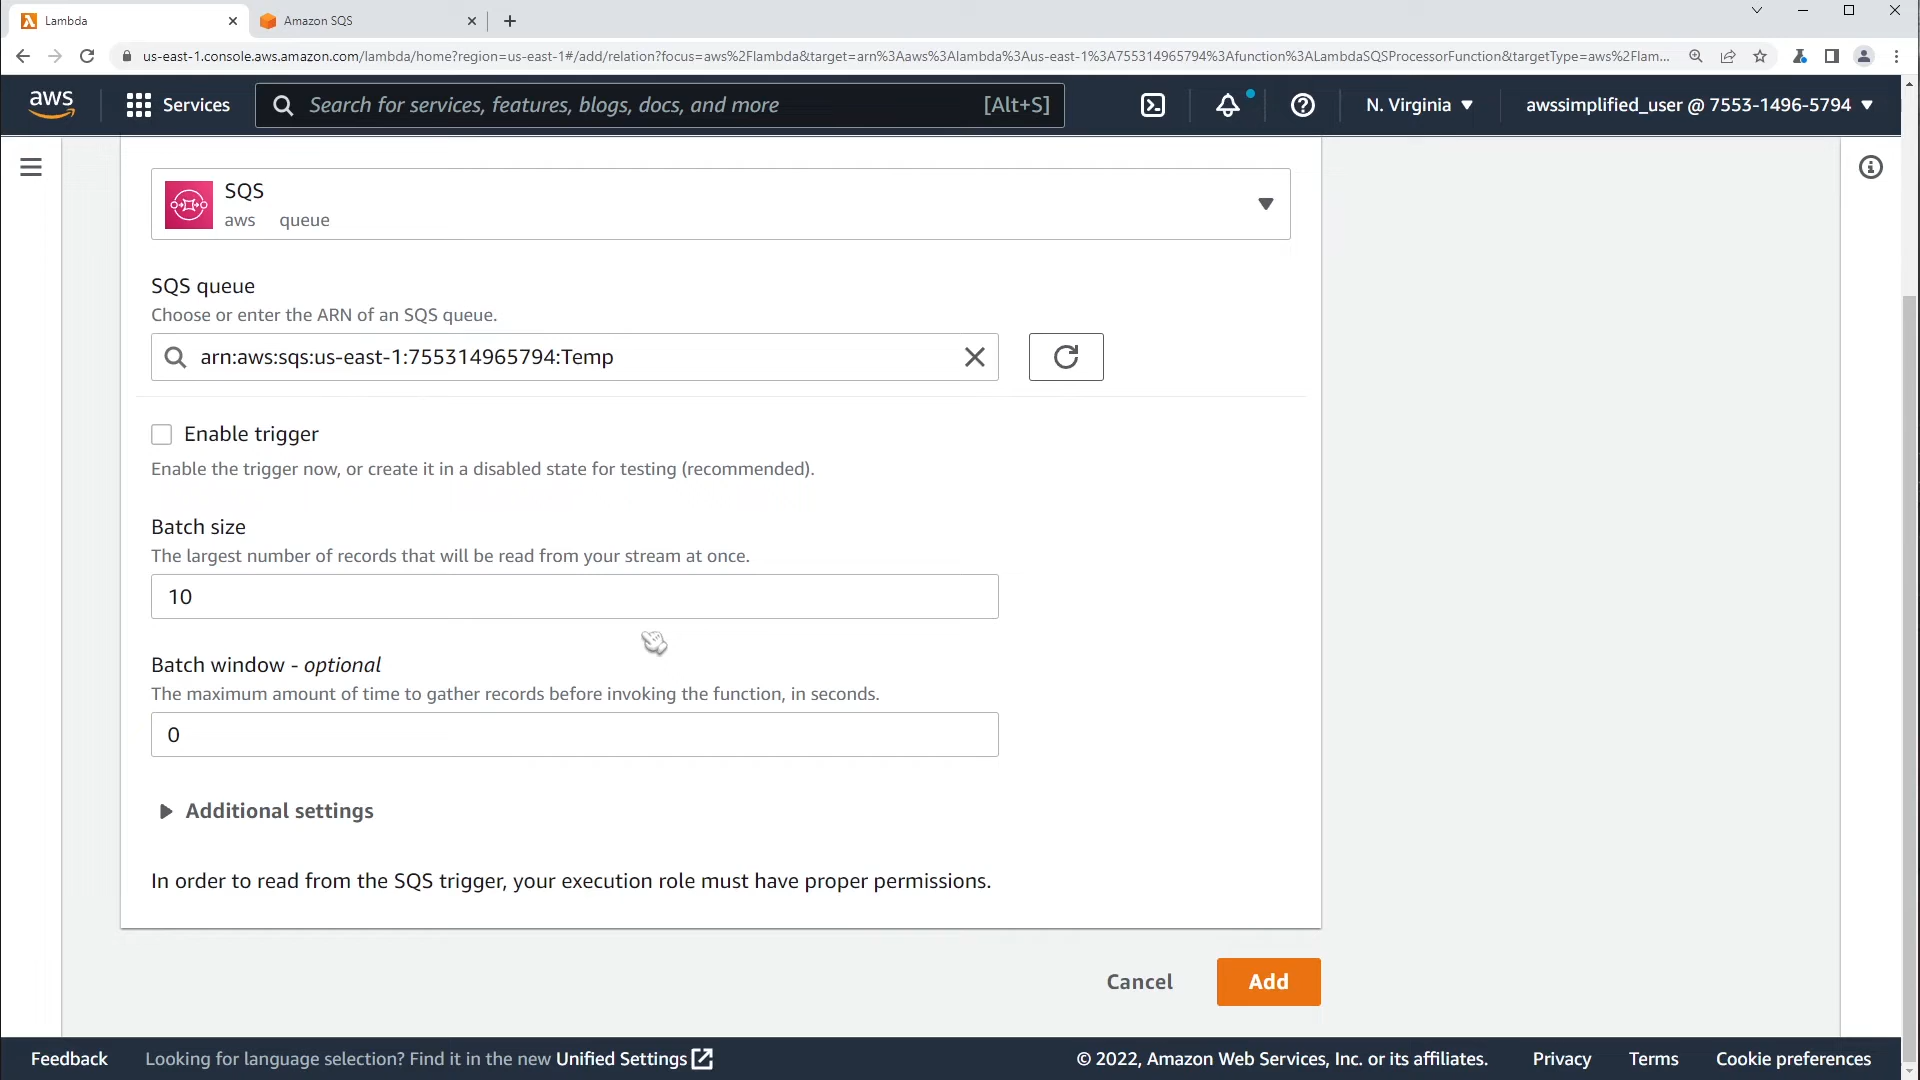 Lambda
Amazon SQS
us-east-1.console.aws.amazon.com/lambda/home?region=us-east-1#/add/relation?focus=aws%2Flambda&target=arn%3Aaws%3Alambda%3Aus-east-1%3A755314965794%3Afunction%3ALambdaSQSProcessorFunction&targetType=aws%2Flam...
aws
Services
Search for services, features, blogs, docs, and more
[Alt+S]
N. Virginia
awssimplified_user @ 7553-1496-5794
SQS
aws queue
SQS queue
Choose or enter the ARN of an SQS queue.
arn:aws:sqs:us-east-1:755314965794:Temp
Enable trigger
Enable the trigger now, or create it in a disabled state for testing (recommended).
Batch size
The largest number of records that will be read from your stream at once.
10
Batch window - optional
The maximum amount of time to gather records before invoking the function, in seconds.
0
Additional settings
In order to read from the SQS trigger, your execution role must have proper permissions.
Cancel
Add
Feedback
Looking for language selection? Find it in the new Unified Settings
© 2022, Amazon Web Services, Inc. or its affiliates.
Privacy
Terms
Cookie preferences